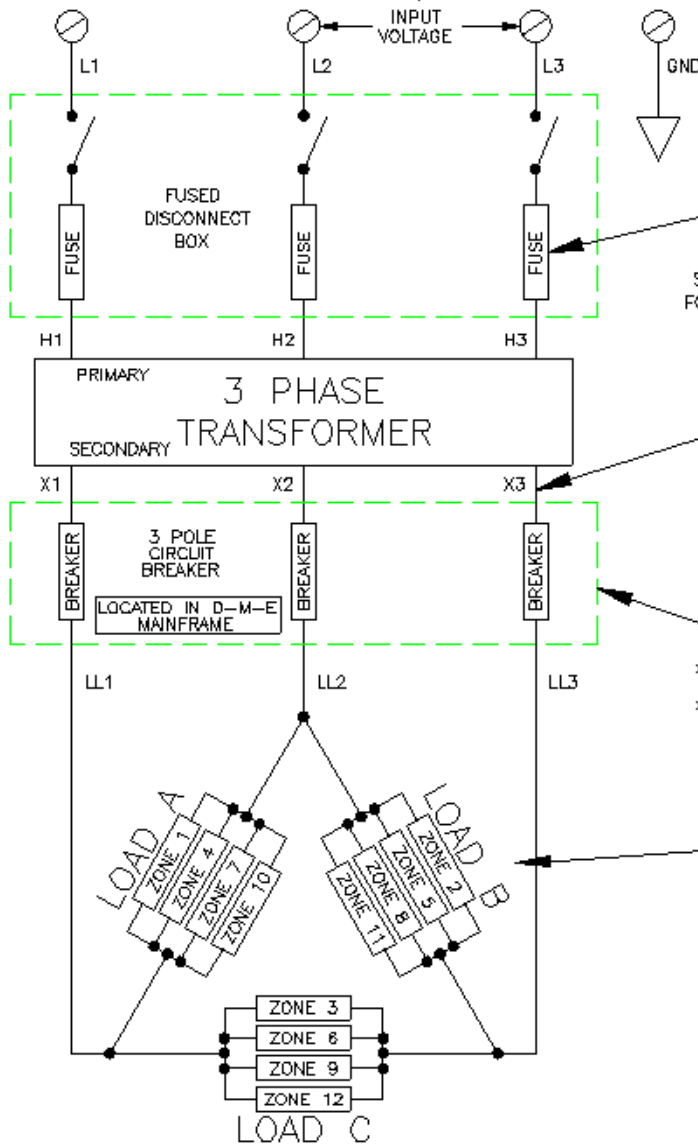 INPUT
VOLTAGE
L1
L2
L3
GND
FUSED
DISCONNECT
BOX
FUSE
FUSE
FUSE
H1
H2
H3
PRIMARY
3 PHASE
TRANSFORMER
SECONDARY
X1
X2
X3
BREAKER
3 POLE
CIRCUIT
BREAKER
LOCATED IN D-M-E
MAINFRAME
BREAKER
BREAKER
LL1
LL2
LL3
LOAD A
ZONE 1
ZONE 4
ZONE 7
ZONE 10
LOAD B
ZONE 2
ZONE 5
ZONE 8
ZONE 11
ZONE 3
ZONE 6
ZONE 9
ZONE 12
LOAD C